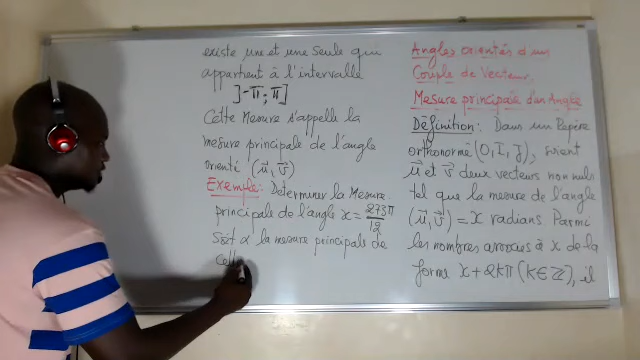 Angles orientés d'un
Couple de Vecteur.
Mesure principale d'un Angle
Définition: Dans un Repère
orthonormé (O, I, J), soient
u⃗ et v⃗ deux vecteurs non nuls
tel que la mesure de l'angle
(u⃗, v⃗) = x radians Parmi
les nombres associés à x de la
forme x + 2kπ (k∈ℤ), il
existe une et une seule qui
appartient à l'intervalle
]-π; π]
Cette Mesure s'appelle la
mesure principale de l'angle
orienté (u⃗, v⃗)
Exemple: Déterminer la Mesure
principale de l'angle x = 273π/12
Soit α la mesure principale de
Cett